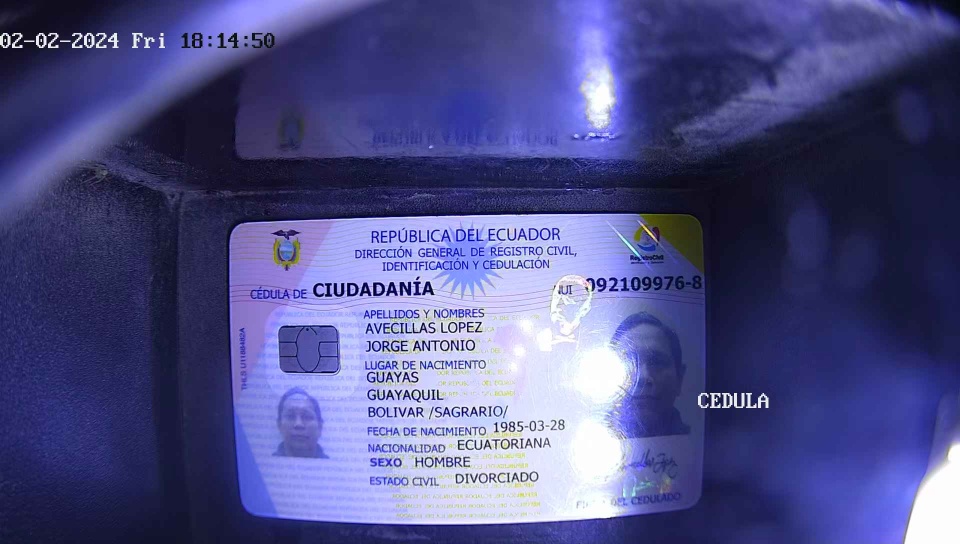 02-02-2024 Fri 18:14:50
REPÚBLICA DEL ECUADOR
DIRECCIÓN GENERAL DE REGISTRO CIVIL,
IDENTIFICACIÓN Y CEDULACIÓN
CÉDULA DE CIUDADANÍA
NUI 092109976-8
APELLIDOS Y NOMBRES
AVECILLAS LOPEZ
JORGE ANTONIO
LUGAR DE NACIMIENTO
GUAYAS
GUAYAQUIL
BOLIVAR /SAGRARIO/
FECHA DE NACIMIENTO 1985-03-28
NACIONALIDAD ECUATORIANA
SEXO HOMBRE
ESTADO CIVIL DIVORCIADO
DEL CEDULADO
CEDULA